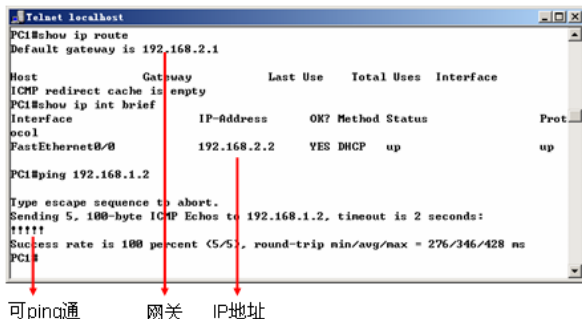 Telnet localhost
PC1#show ip route
Default gateway is 192.168.2.1
Host Gateway Last Use Total Uses Interface
ICMP redirect cache is empty
PC1#show ip int brief
Interface IP-Address OK? Method Status Prot
ocol
FastEthernet0/0 192.168.2.2 YES DHCP up up
PC1#ping 192.168.1.2
Type escape sequence to abort.
Sending 5, 100-byte ICMP Echos to 192.168.1.2, timeout is 2 seconds:
!!!!!
Success rate is 100 percent (5/5), round-trip min/avg/max = 276/346/428 ms
PC1#
可ping通 网关 IP地址